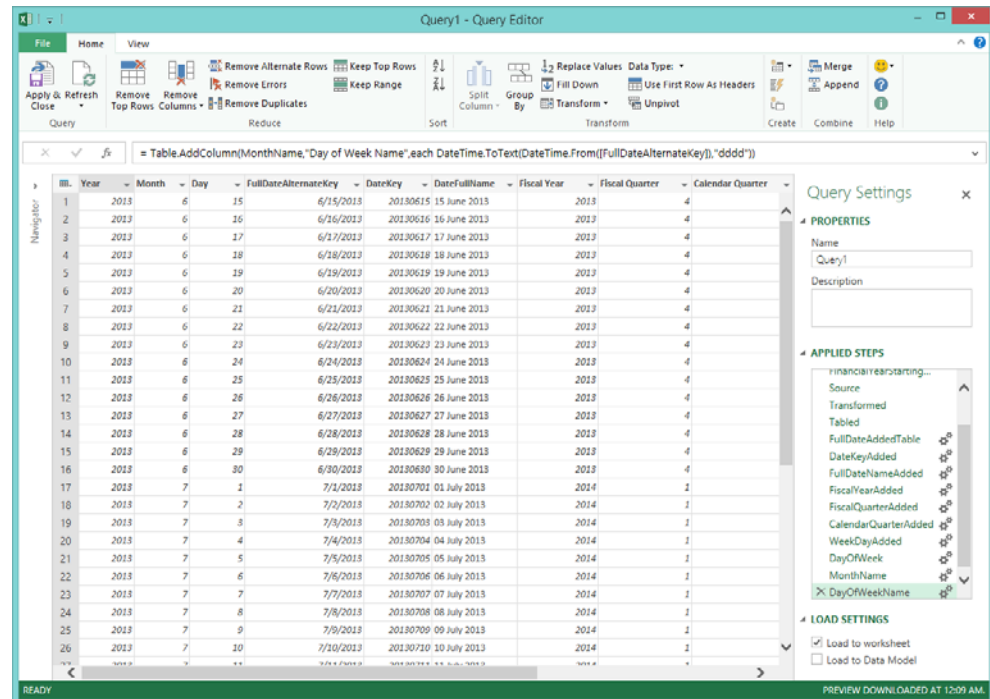 Query1 - Query Editor
File Home View
Apply & Close
Refresh
Remove Top Rows
Remove Columns
Remove Alternate Rows
Remove Errors
Remove Duplicates
Keep Top Rows
Keep Range
Split Column
Group By
Replace Values
Fill Down
Transform
Data Type:
Use First Row As Headers
Unpivot
Merge
Append
Query Reduce Sort Transform Create Combine Help
fx = Table.AddColumn(MonthName,"Day of Week Name",each DateTime.ToText(DateTime.From([FullDateAlternateKey]),"dddd"))
Navigator
Year Month Day FullDateAlternateKey DateKey DateFullName Fiscal Year Fiscal Quarter Calendar Quarter
1 2013 6 15 6/15/2013 20130615 15 June 2013 2013 4
2 2013 6 16 6/16/2013 20130616 16 June 2013 2013 4
3 2013 6 17 6/17/2013 20130617 17 June 2013 2013 4
4 2013 6 18 6/18/2013 20130618 18 June 2013 2013 4
5 2013 6 19 6/19/2013 20130619 19 June 2013 2013 4
6 2013 6 20 6/20/2013 20130620 20 June 2013 2013 4
7 2013 6 21 6/21/2013 20130621 21 June 2013 2013 4
8 2013 6 22 6/22/2013 20130622 22 June 2013 2013 4
9 2013 6 23 6/23/2013 20130623 23 June 2013 2013 4
10 2013 6 24 6/24/2013 20130624 24 June 2013 2013 4
11 2013 6 25 6/25/2013 20130625 25 June 2013 2013 4
12 2013 6 26 6/26/2013 20130626 26 June 2013 2013 4
13 2013 6 27 6/27/2013 20130627 27 June 2013 2013 4
14 2013 6 28 6/28/2013 20130628 28 June 2013 2013 4
15 2013 6 29 6/29/2013 20130629 29 June 2013 2013 4
16 2013 6 30 6/30/2013 20130630 30 June 2013 2013 4
17 2013 7 1 7/1/2013 20130701 01 July 2013 2014 1
18 2013 7 2 7/2/2013 20130702 02 July 2013 2014 1
19 2013 7 3 7/3/2013 20130703 03 July 2013 2014 1
20 2013 7 4 7/4/2013 20130704 04 July 2013 2014 1
21 2013 7 5 7/5/2013 20130705 05 July 2013 2014 1
22 2013 7 6 7/6/2013 20130706 06 July 2013 2014 1
23 2013 7 7 7/7/2013 20130707 07 July 2013 2014 1
24 2013 7 8 7/8/2013 20130708 08 July 2013 2014 1
25 2013 7 9 7/9/2013 20130709 09 July 2013 2014 1
26 2013 7 10 7/10/2013 20130710 10 July 2013 2014 1
Query Settings
PROPERTIES
Name
Query1
Description
APPLIED STEPS
FinancialYearStarting...
Source
Transformed
Tabled
FullDateAddedTable
DateKeyAdded
FullDateNameAdded
FiscalYearAdded
FiscalQuarterAdded
CalendarQuarterAdded
WeekDayAdded
DayOfWeek
MonthName
DayOfWeekName
LOAD SETTINGS
Load to worksheet
Load to Data Model
READY
PREVIEW DOWNLOADED AT 12:09 AM.